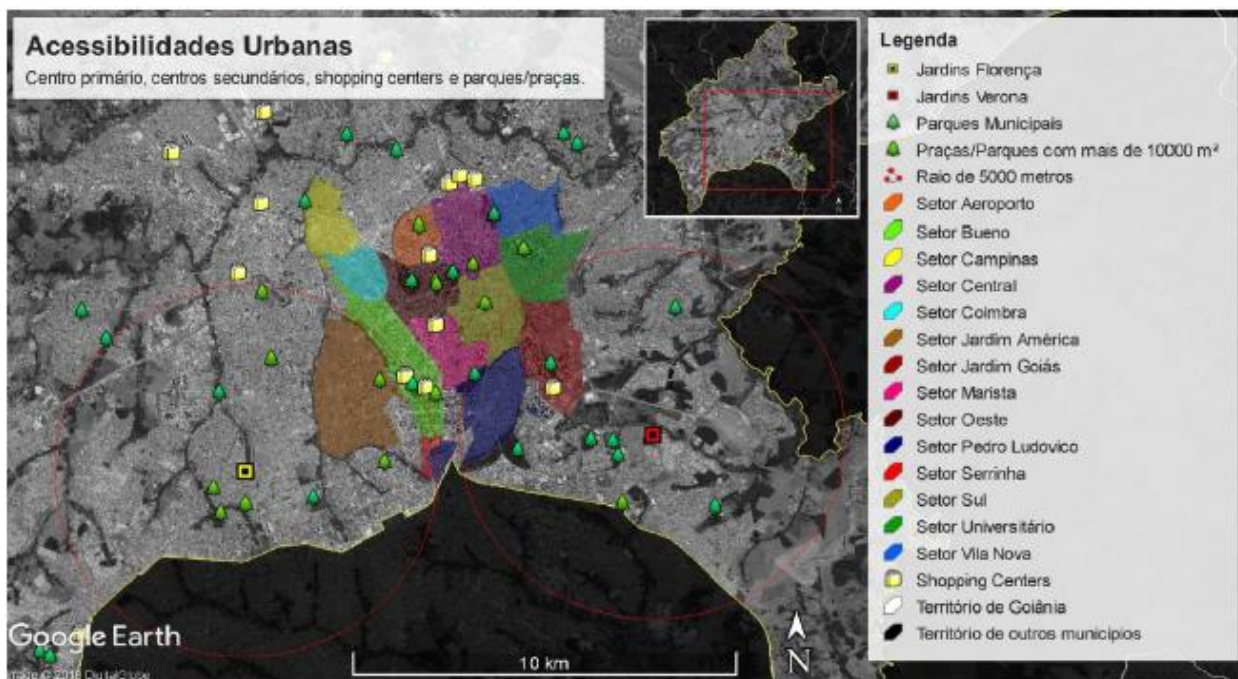 Acessibilidades Urbanas
Centro primário, centros secundários, shopping centers e parques/praças.
Legenda
Jardins Florença
Jardins Verona
Parques Municipais
Praças/Parques com mais de 10000 m²
Raio de 5000 metros
Setor Aeroporto
Setor Bueno
Setor Campinas
Setor Central
Setor Coimbra
Setor Jardim América
Setor Jardim Goiás
Setor Marista
Setor Oeste
Setor Pedro Ludovico
Setor Serrinha
Setor Sul
Setor Universitário
Setor Vila Nova
Shopping Centers
Território de Goiânia
Território de outros municípios
Google Earth
10 km
N